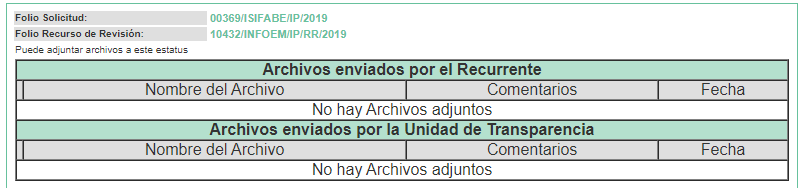 Folio Solicitud: 00369/ISIFABE/IP/2019
Folio Recurso de Revisión: 10432/INFOEM/IP/RR/2019
Puede adjuntar archivos a este estatus
Archivos enviados por el Recurrente
Nombre del Archivo Comentarios Fecha
No hay Archivos adjuntos
Archivos enviados por la Unidad de Transparencia
Nombre del Archivo Comentarios Fecha
No hay Archivos adjuntos